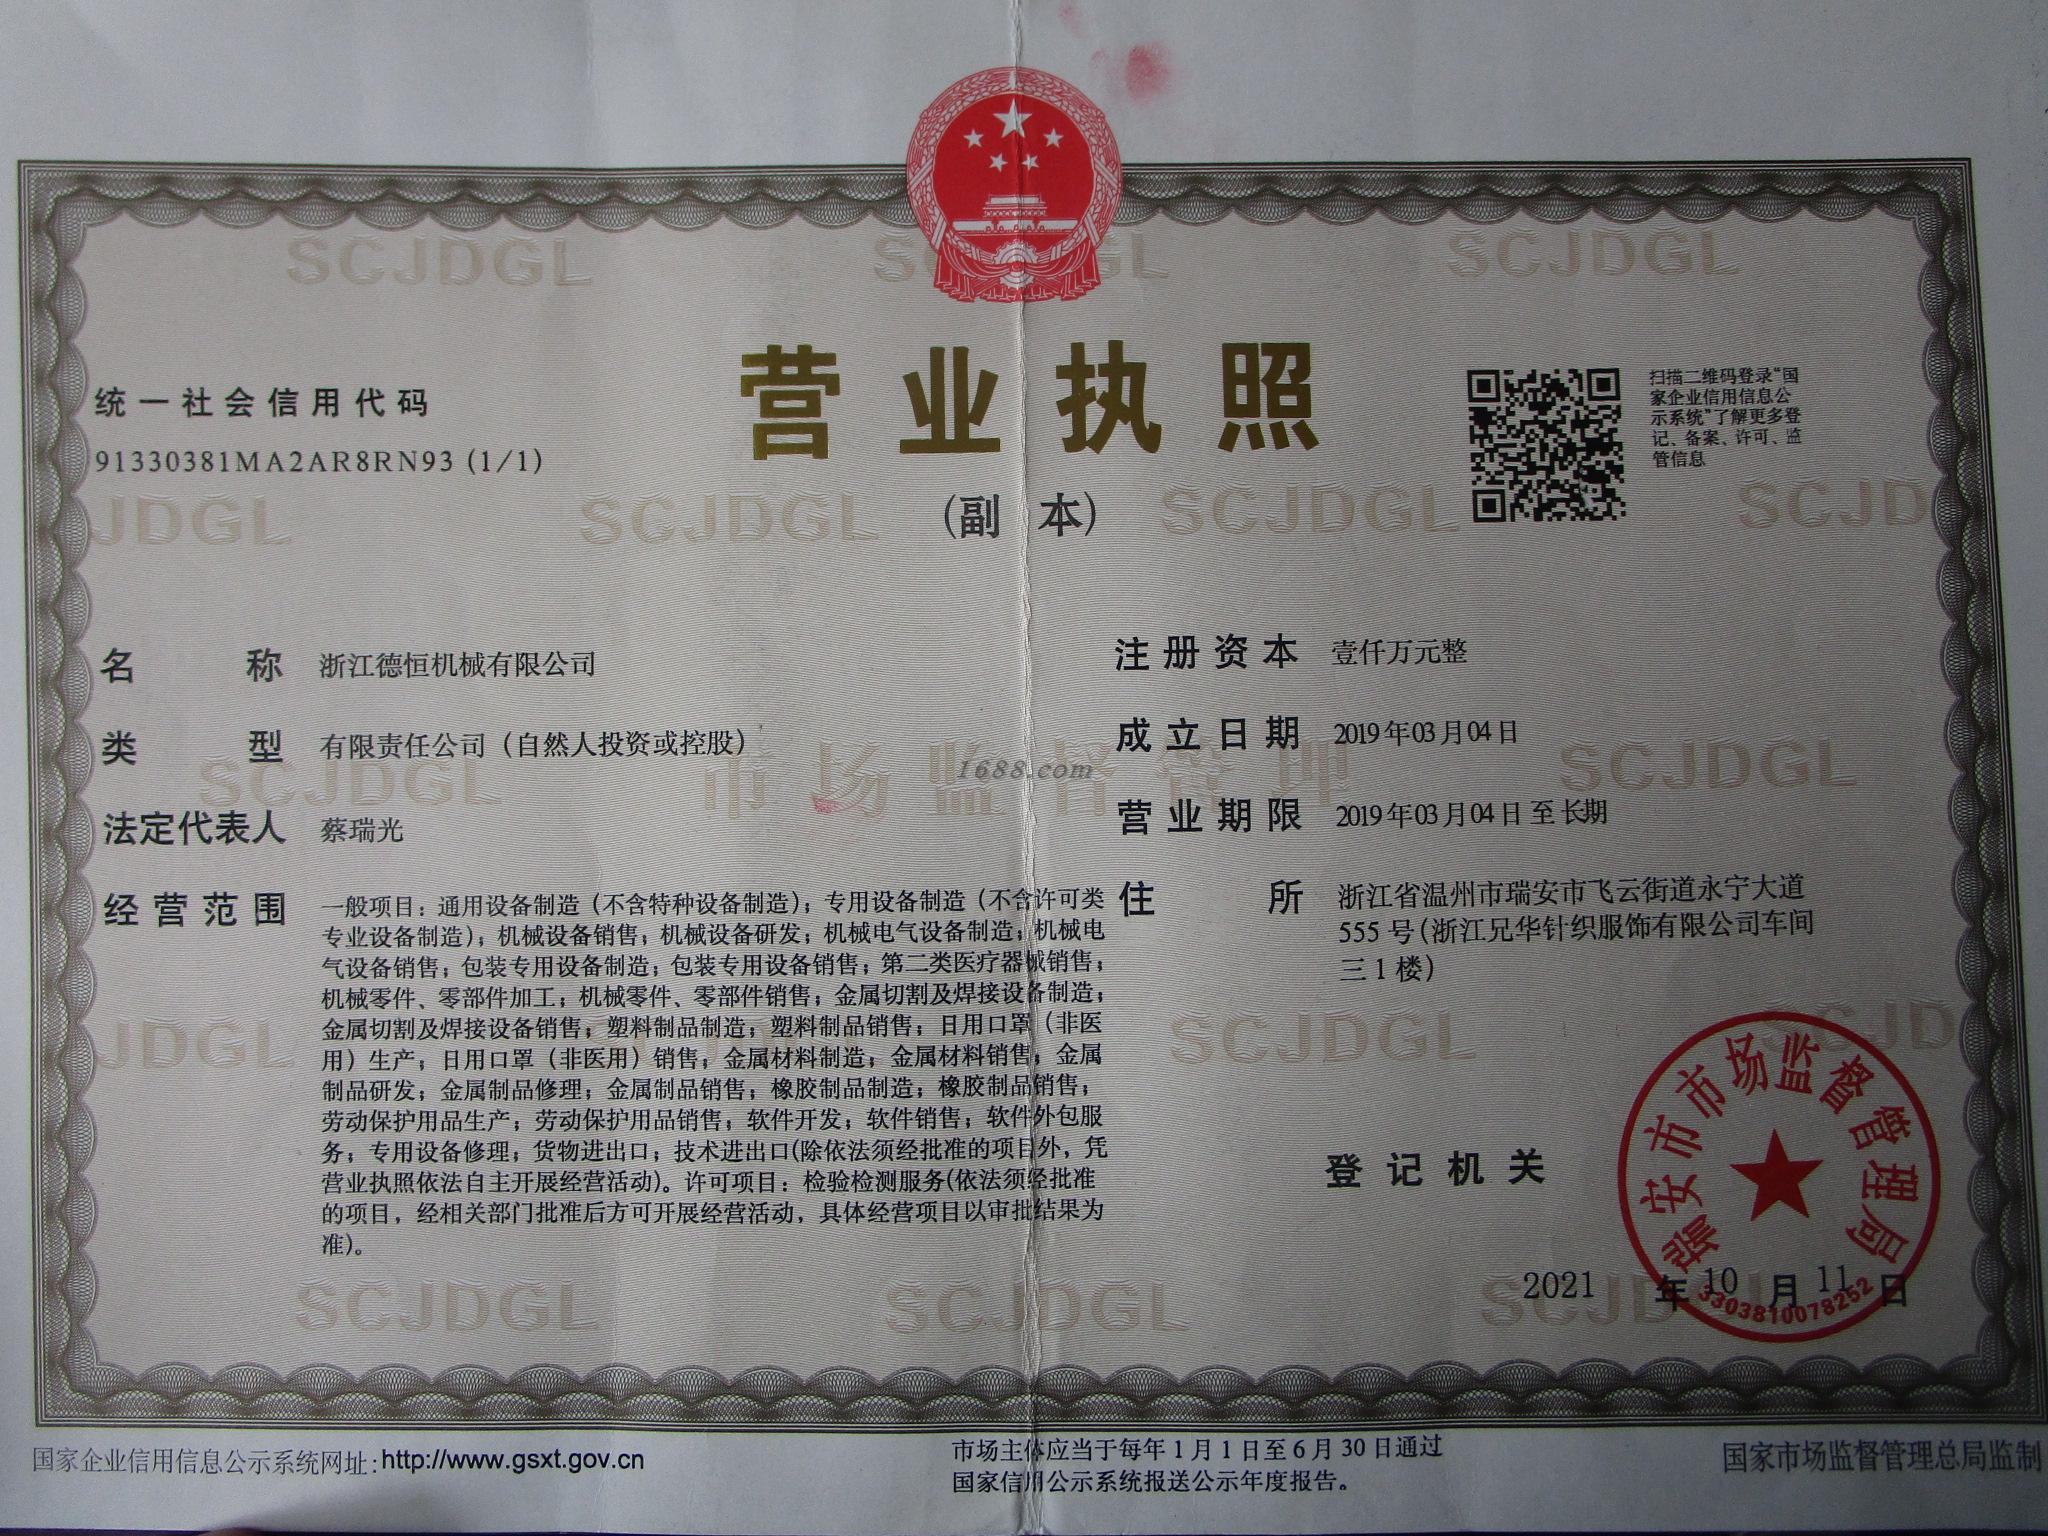 SCJDGL
SCJDGL
营业执照
(副 本)
统一社会信用代码
91330381MA2AR8RN93 (1/1)
扫描二维码登录“国
家企业信用信息公
示系统”了解更多登
记、备案、许可、监
管信息
JDGL SCJDGL SCJDGL SCJD
名 称 浙江德恒机械有限公司
类 型 有限责任公司（自然人投资或控股）
法定代表人 蔡瑞光
经营范围 一般项目：通用设备制造（不含特种设备制造）；专用设备制造（不含许可类
专业设备制造）；机械设备销售；机械设备研发；机械电气设备制造；机械电
气设备销售；包装专用设备制造；包装专用设备销售；第二类医疗器械销售；
机械零件、零部件加工；机械零件、零部件销售；金属切割及焊接设备制造；
金属切割及焊接设备销售；塑料制品制造；塑料制品销售；日用口罩（非医
用）生产；日用口罩（非医用）销售；金属材料制造；金属材料销售；金属
制品研发；金属制品修理；金属制品销售；橡胶制品制造；橡胶制品销售；
劳动保护用品生产；劳动保护用品销售；软件开发；软件销售；软件外包服
务；专用设备修理；货物进出口；技术进出口(除依法须经批准的项目外，凭
营业执照依法自主开展经营活动)。许可项目：检验检测服务(依法须经批准
的项目，经相关部门批准后方可开展经营活动，具体经营项目以审批结果为
准)。
注册资本 壹仟万元整
成立日期 2019年03月04日
营业期限 2019年03月04日至长期
住 所 浙江省温州市瑞安市飞云街道永宁大道
555号(浙江兄华针织服饰有限公司车间
三1楼)
SCJDGL 市场监督管理 SCJDGL
1688.com
JDGL SCJDGL SCJD
登记机关
瑞安市市场监督管理局
3303810078252
2021 年 10 月 11 日
SCJDGL SCJDGL SCJDGL
国家企业信用信息公示系统网址：http://www.gsxt.gov.cn
市场主体应当于每年1月1日至6月30日通过
国家信用公示系统报送公示年度报告。
国家市场监督管理总局监制